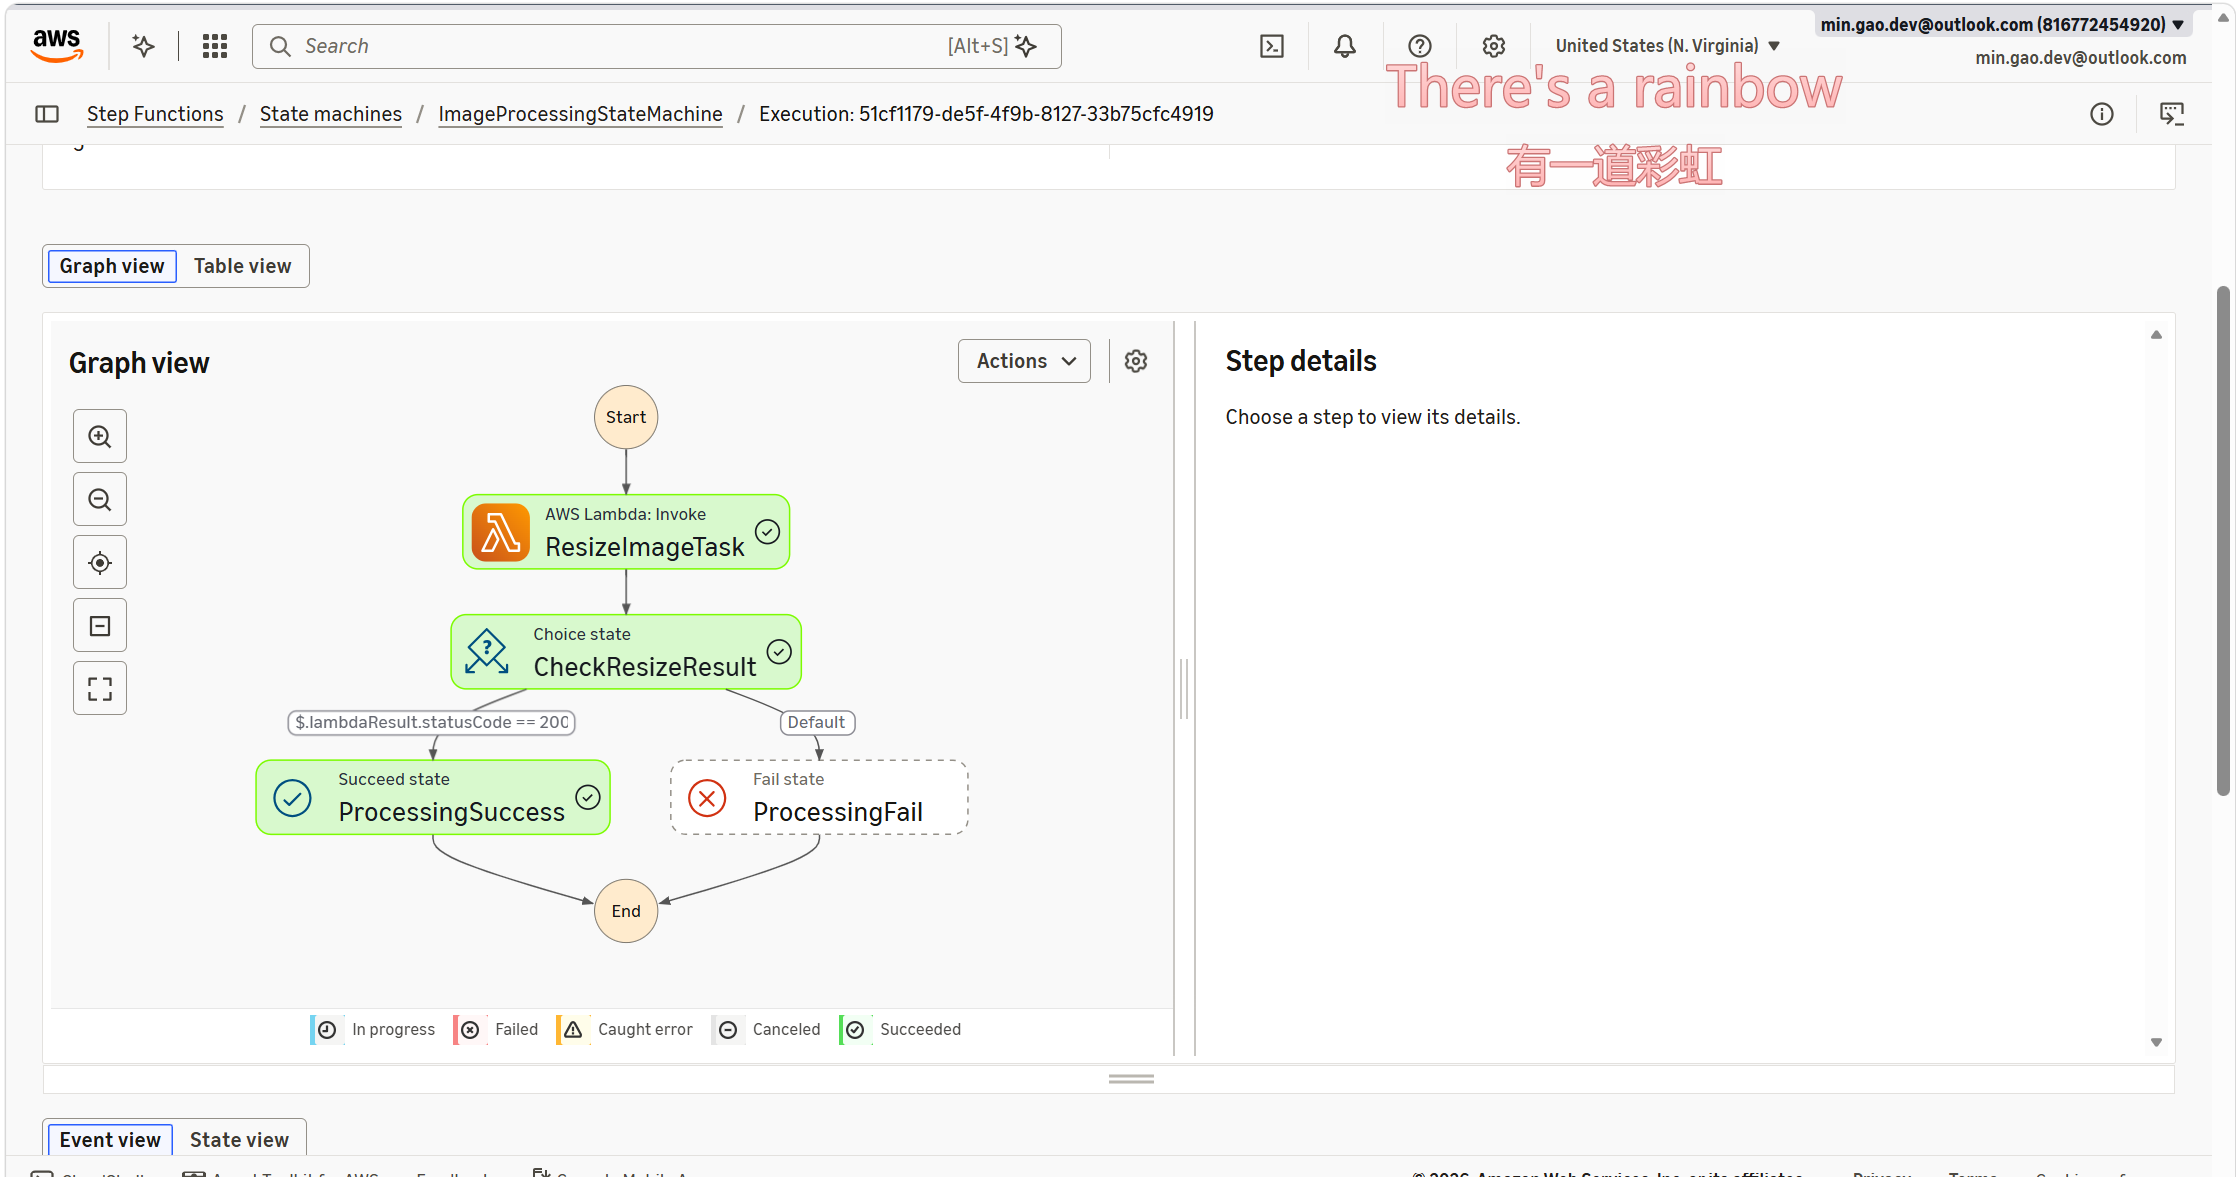 aws
Search
[Alt+S]
United States (N. Virginia)
min.gao.dev@outlook.com (816772454920)
min.gao.dev@outlook.com
There's a rainbow
有一道彩虹
Step Functions / State machines / ImageProcessingStateMachine / Execution: 51cf1179-de5f-4f9b-8127-33b75cfc4919
Graph view
Table view
Graph view
Actions
Start
AWS Lambda: Invoke
ResizeImageTask
Choice state
CheckResizeResult
$.lambdaResult.statusCode == 200
Default
Succeed state
ProcessingSuccess
Fail state
ProcessingFail
End
In progress
Failed
Caught error
Canceled
Succeeded
Step details
Choose a step to view its details.
Event view
State view